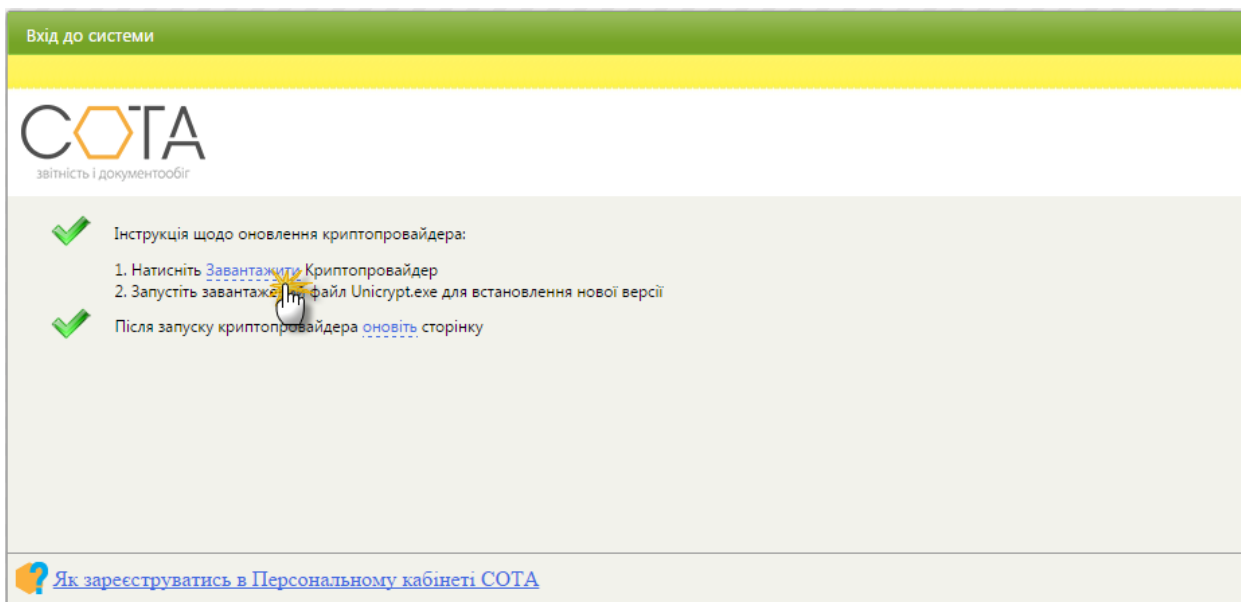 Вхід до системи
СОТА
звітність і документообіг
Інструкція щодо оновлення криптопровайдера:
1. Натисніть Завантажити Криптопровайдер
2. Запустіть файл Unicrypt.exe для встановлення нової версії
Після запуску криптопровайдера оновіть сторінку
Як зареєструватись в Персональному кабінеті СОТА